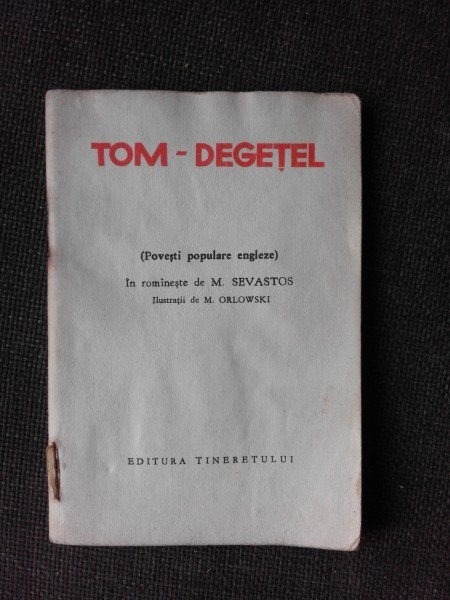 TOM - DEGEȚEL
(Povești populare engleze)
În romînește de M. SEVASTOS
Ilustrații de M. ORLOWSKI
EDITURA TINERETULUI